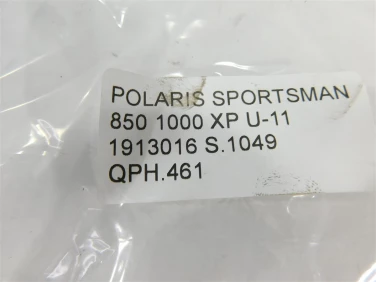 POLARIS SPORTSMAN
850 1000 XP U-11
1913016 S.1049
QPH.461